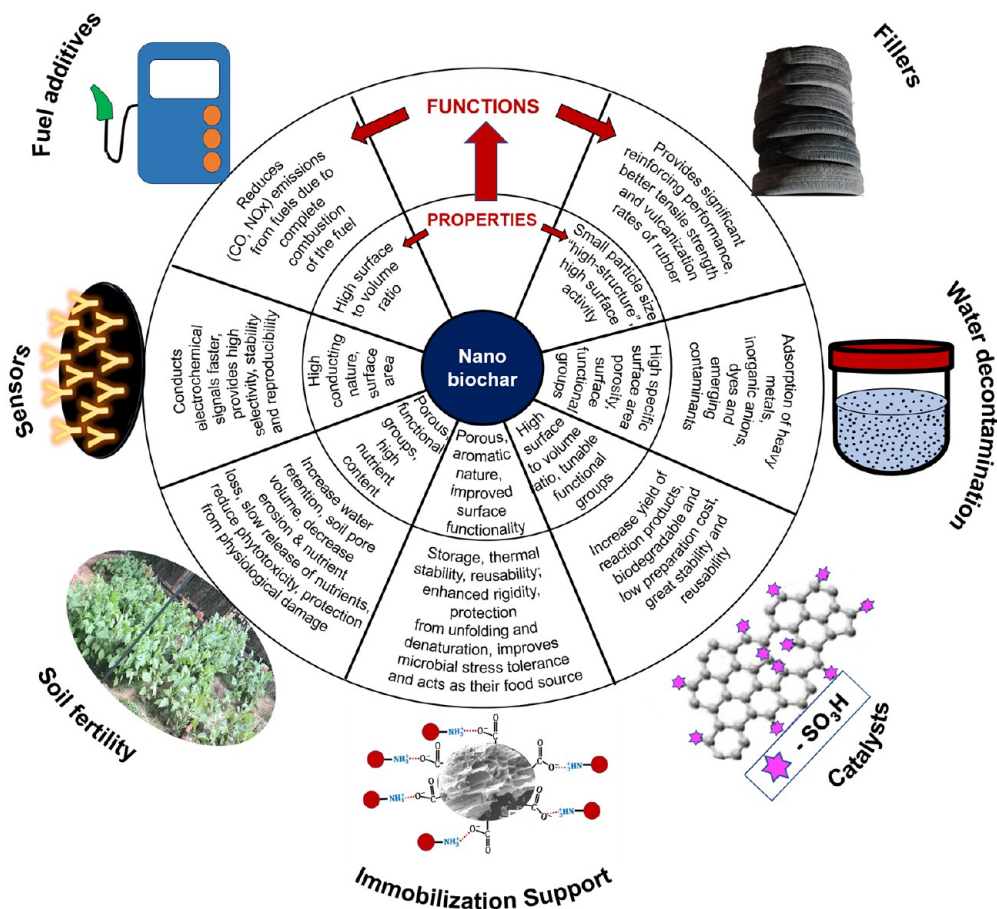 Fuel additives
Fillers
FUNCTIONS
PROPERTIES
Reduces
(CO, NOx) emissions
from fuels due to
complete
combustion
of the fuel
High surface
to volume
ratio
Provides significant
reinforcing performance,
better tensile strength
and vulcanization
rates of rubber
Small particle size
"high-structure",
high surface
activity
Sensors
Conducts
electrochemical
signals faster,
provides high
selectivity, stability
and reproducibility
High
conducting
nature,
surface
area
Nano
biochar
High specific
surface area
porosity,
surface
functional
groups
Adsorption of heavy
metals,
inorganic anions,
dyes and
emerging
contaminants
Water decontamination
Soil fertility
Increase water
retention, soil pore
volume, decrease
erosion & nutrient
loss, slow release of nutrients,
reduce phytotoxicity, protection
from physiological damage
Porous,
functional
groups,
high
nutrient
content
Porous,
aromatic
nature,
improved
surface
functionality
Storage, thermal
stability, reusability;
enhanced rigidity,
protection
from unfolding and
denaturation, improves
microbial stress tolerance
and acts as their food source
High
surface
to volume
ratio, tunable
functional
groups
Increase yield of
reaction products,
biodegradable and
low preparation cost,
great stability and
reusability
- SO3H
Catalysts
NH3+
O-
O
C
NH3+
O-
C
O
NH3+
O-
C
O
NH3+
O-
C
O
O
C
O-
+3HN
O
C
O-
+3HN
Immobilization Support